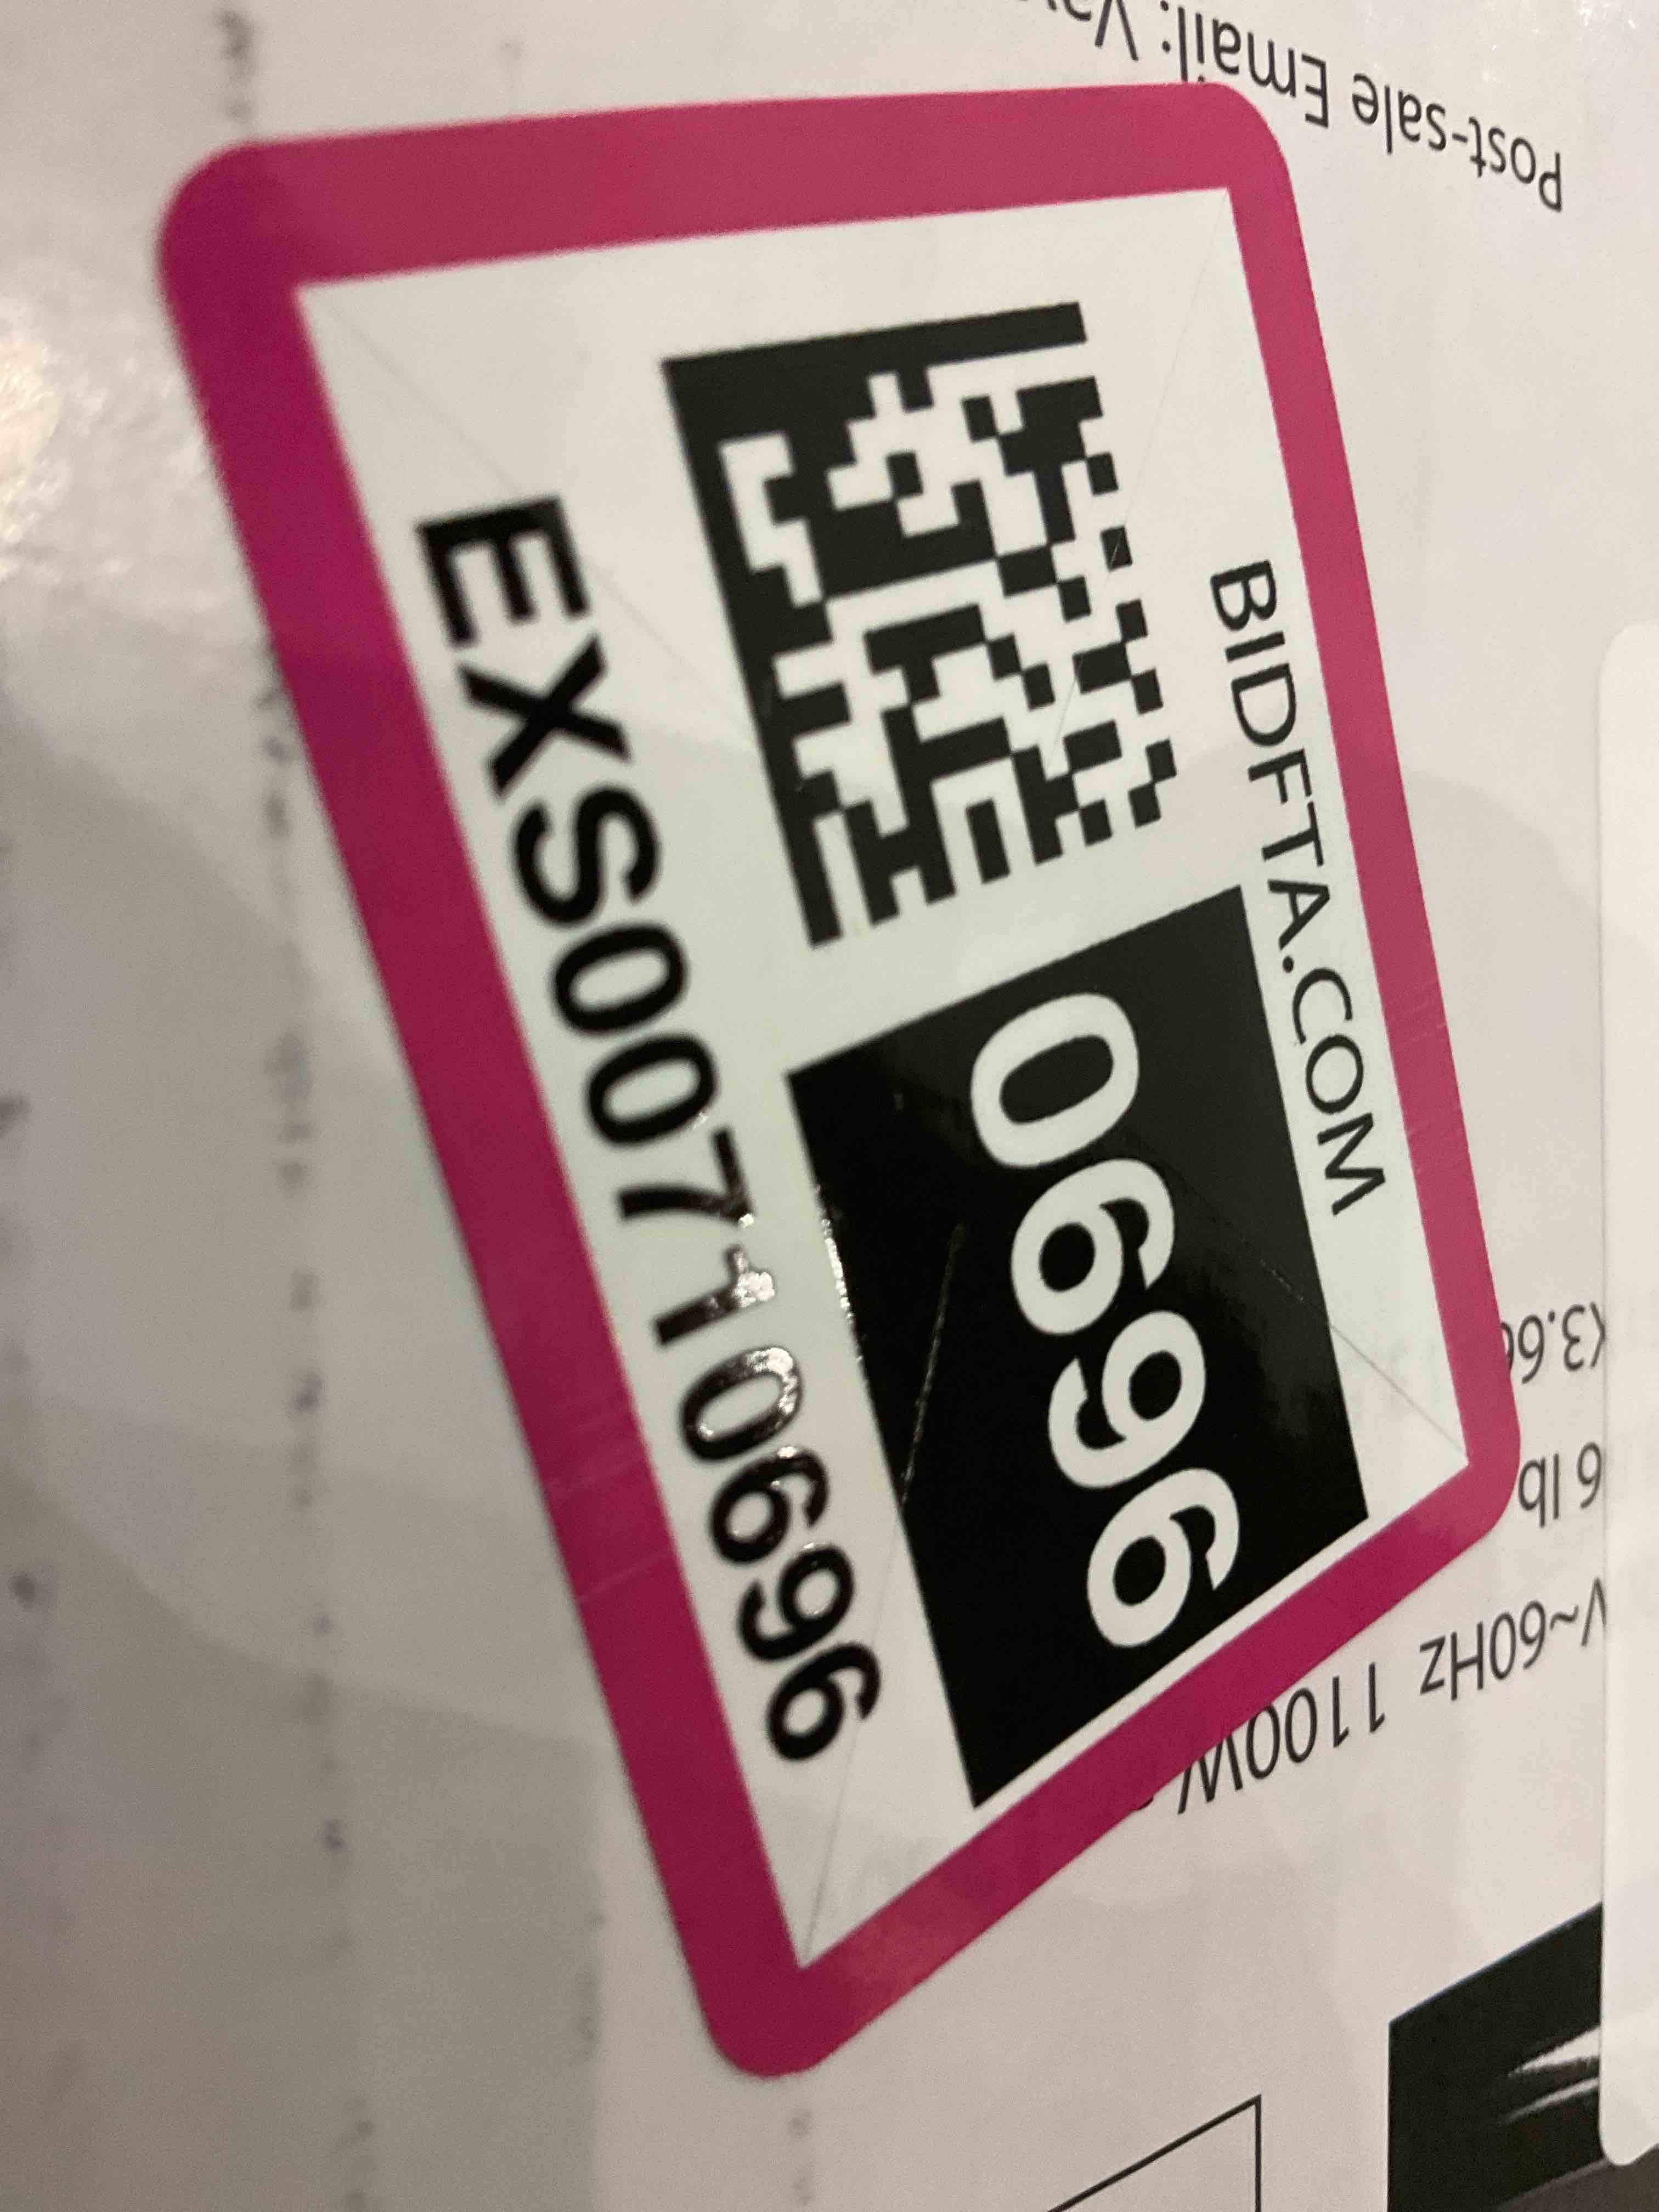 BIDFTA.COM
0696
EXS00710696
Post-sale Email:
V~60Hz 1100W
6 lb